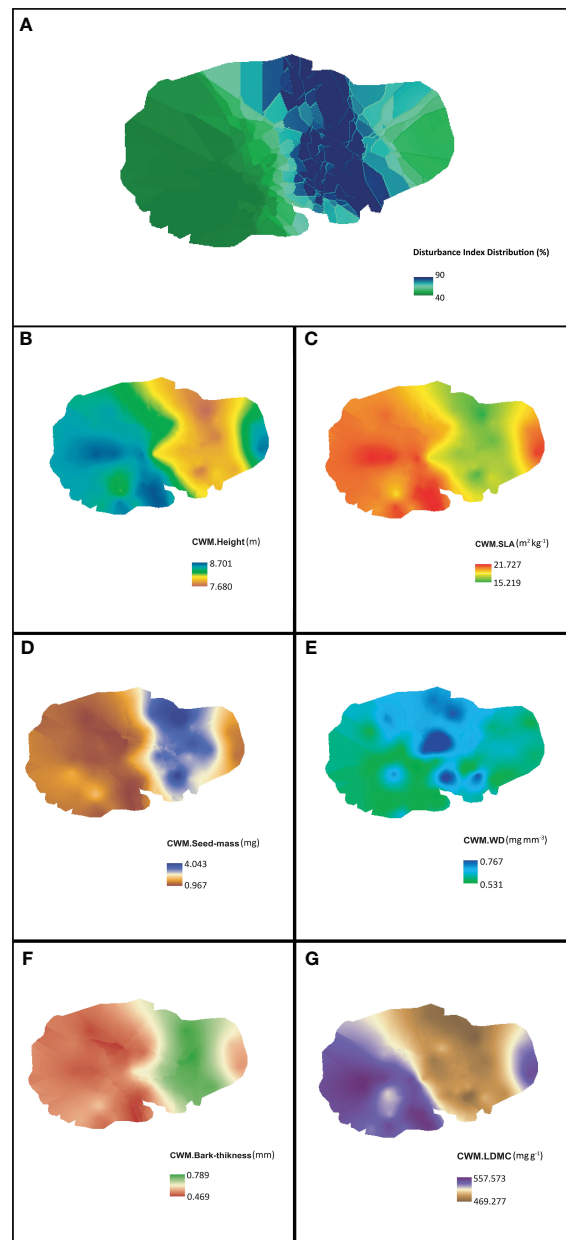 A
Disturbance Index Distribution (%)
90
40
B
CWM.Height (m)
8.701
7.680
C
CWM.SLA (m² kg⁻¹)
21.727
15.219
D
CWM.Seed-mass (mg)
4.043
0.967
E
CWM.WD (mg mm⁻³)
0.767
0.531
F
CWM.Bark-thikness (mm)
0.789
0.469
G
CWM.LDMC (mg g⁻¹)
557.573
469.277